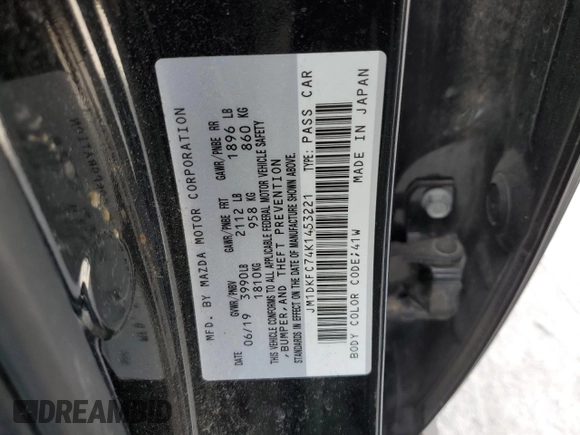 MFD. BY MAZDA MOTOR CORPORATION
DATE GVWR/PNBV GAWR/PNBE FRT GAWR/PNBE RR
06/19 3990LB 2112 LB 1896 LB
1810KG 958 KG 860 KG
THIS VEHICLE CONFORMS TO ALL APPLICABLE FEDERAL MOTOR VEHICLE SAFETY
,BUMPER,AND THEFT PREVENTION
STANDARDS IN EFFECT ON THE DATE OF MANUFACTURE SHOWN ABOVE.
JM1DKFC74K1453221 TYPE: PASS CAR
BODY COLOR CODE;41W MADE IN JAPAN
DREAMBID